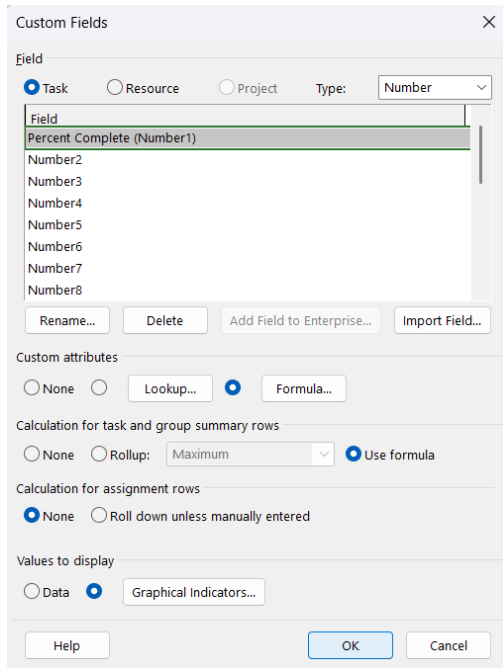 Custom Fields
Field
Task Resource Project Type: Number
Field
Percent Complete (Number1)
Number2
Number3
Number4
Number5
Number6
Number7
Number8
Rename... Delete Add Field to Enterprise... Import Field...
Custom attributes
None Lookup... Formula...
Calculation for task and group summary rows
None Rollup: Maximum Use formula
Calculation for assignment rows
None Roll down unless manually entered
Values to display
Data Graphical Indicators...
Help OK Cancel